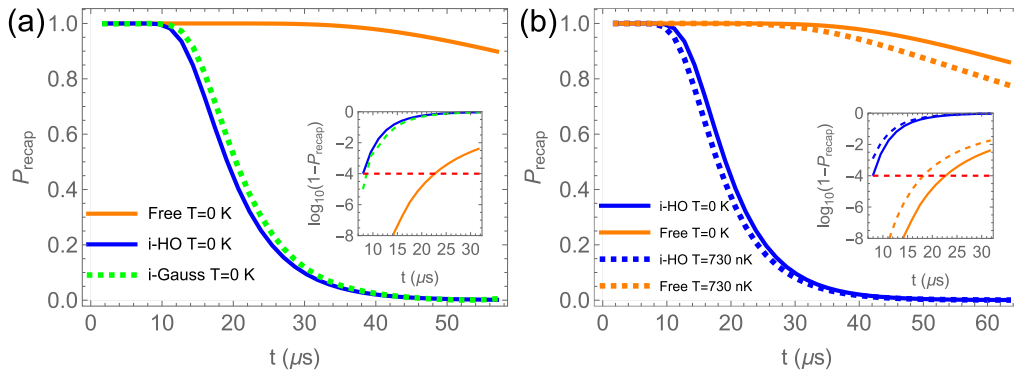 (a)
1.0
0.8
0.6
0.4
0.2
0.0
P_recap
0
10
20
30
40
50
t (μs)
Free T=0 K
i-HO T=0 K
i-Gauss T=0 K
0
−2
−4
−6
−8
log₁₀(1−P_recap)
10
15
20
25
30
t (μs)
(b)
1.0
0.8
0.6
0.4
0.2
0.0
P_recap
0
10
20
30
40
50
60
t (μs)
i-HO T=0 K
Free T=0 K
i-HO T=730 nK
Free T=730 nK
0
−2
−4
−6
−8
log₁₀(1−P_recap)
10
15
20
25
30
t (μs)